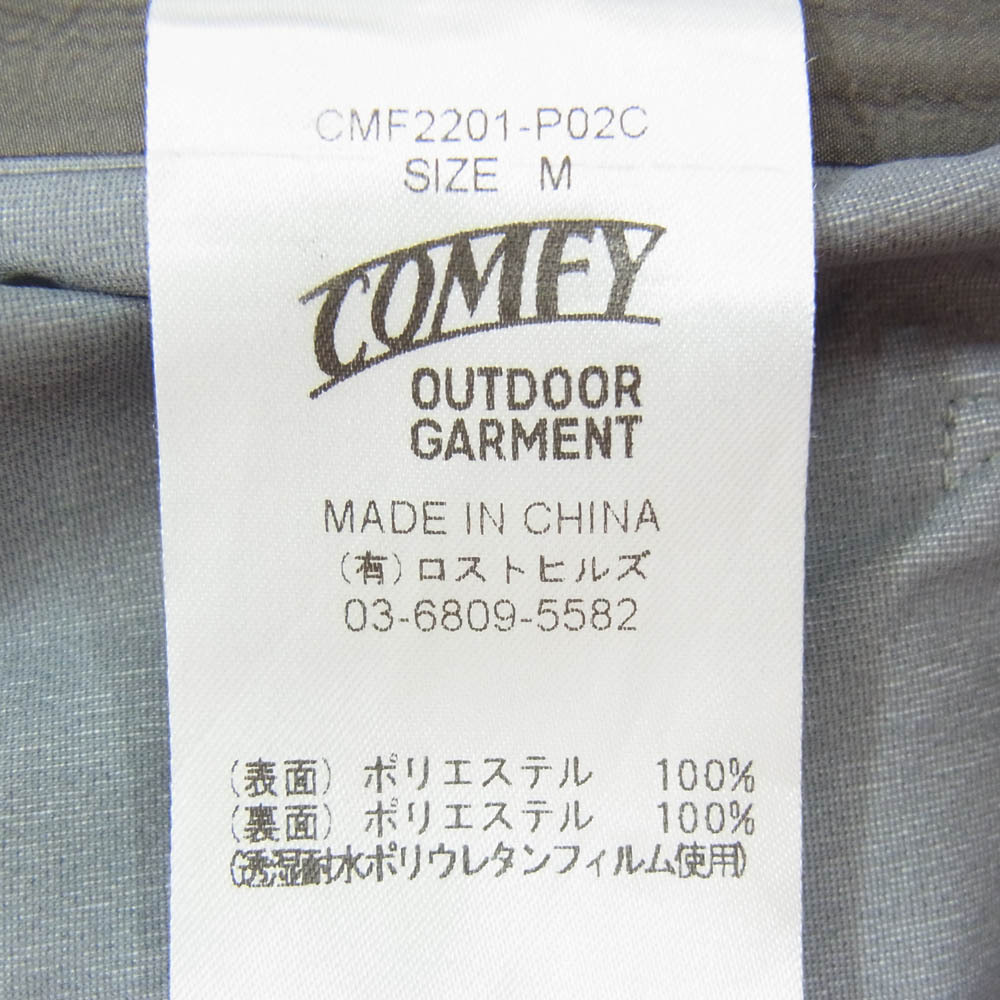 CMF2201-P02C
SIZE M
COMFY
OUTDOOR
GARMENT
MADE IN CHINA
(有)ロストヒルズ
03-6809-5582
(表面) ポリエステル 100%
(裏面) ポリエステル 100%
(透湿耐水ポリウレタンフィルム使用)